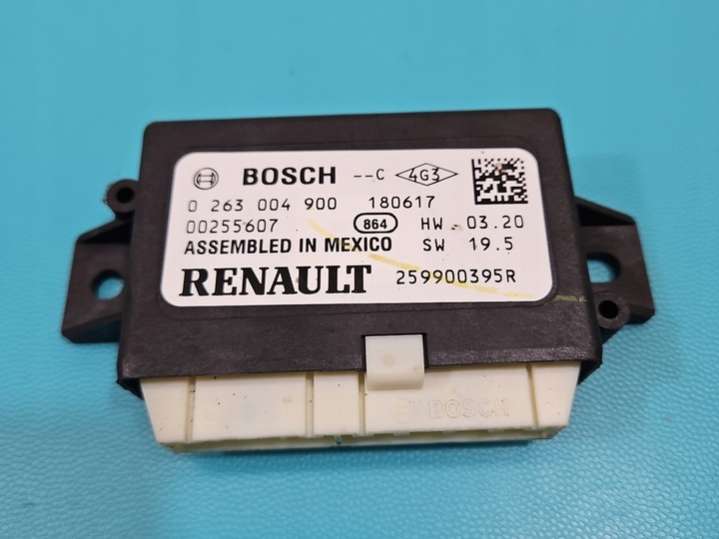 BOSCH --C 4G3
0 263 004 900 180617
00255607 864 HW 03.20
ASSEMBLED IN MEXICO SW 19.5
RENAULT 259900395R
BOSCH